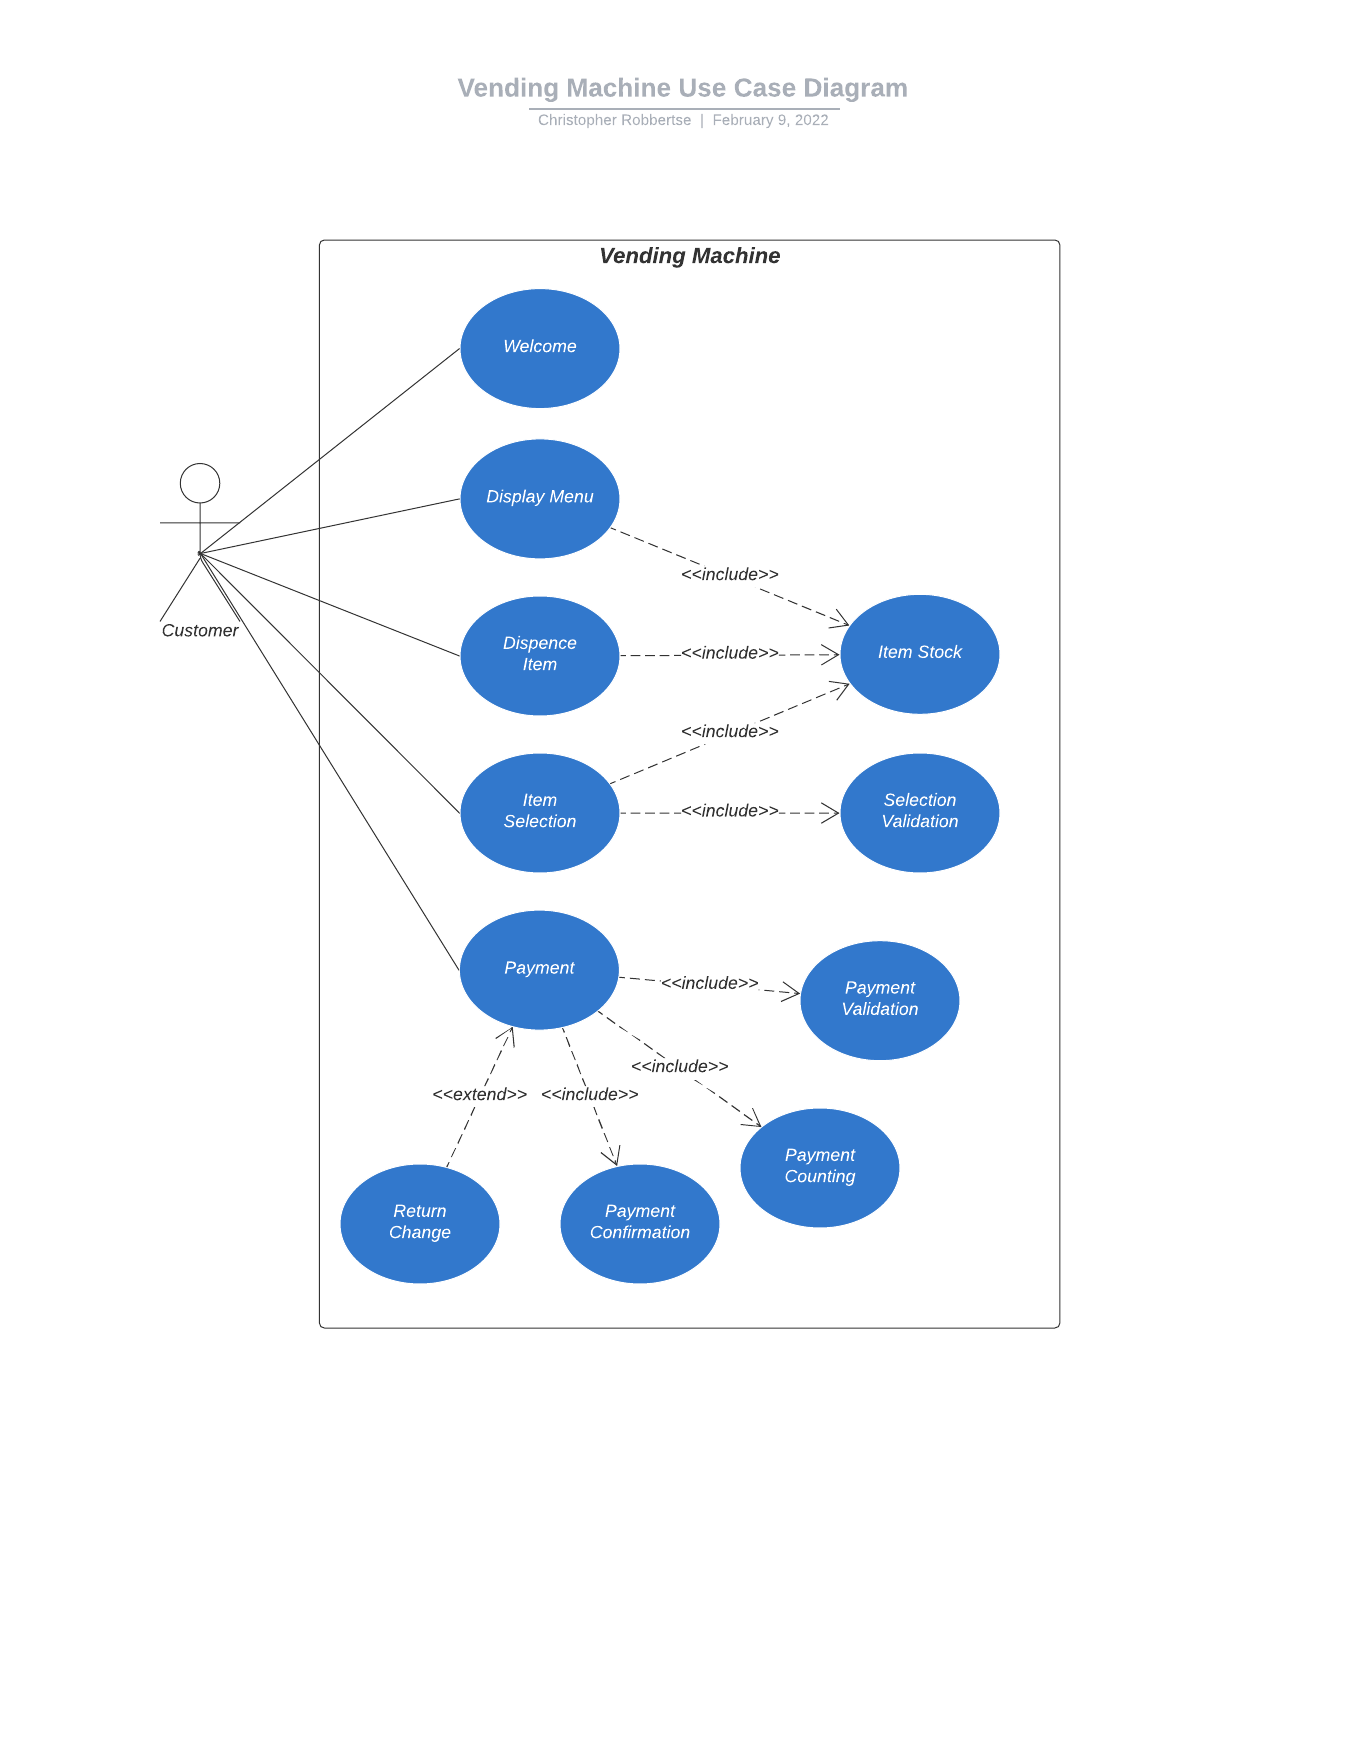 Vending Machine Use Case Diagram
Christopher Robbertse | February 9, 2022
Vending Machine
Welcome
Display Menu
<<include>>
Customer
Dispence
Item
<<include>>
Item Stock
<<include>>
Item
Selection
<<include>>
Selection
Validation
Payment
<<include>>
Payment
Validation
<<include>>
<<extend>>
<<include>>
Payment
Counting
Return
Change
Payment
Confirmation